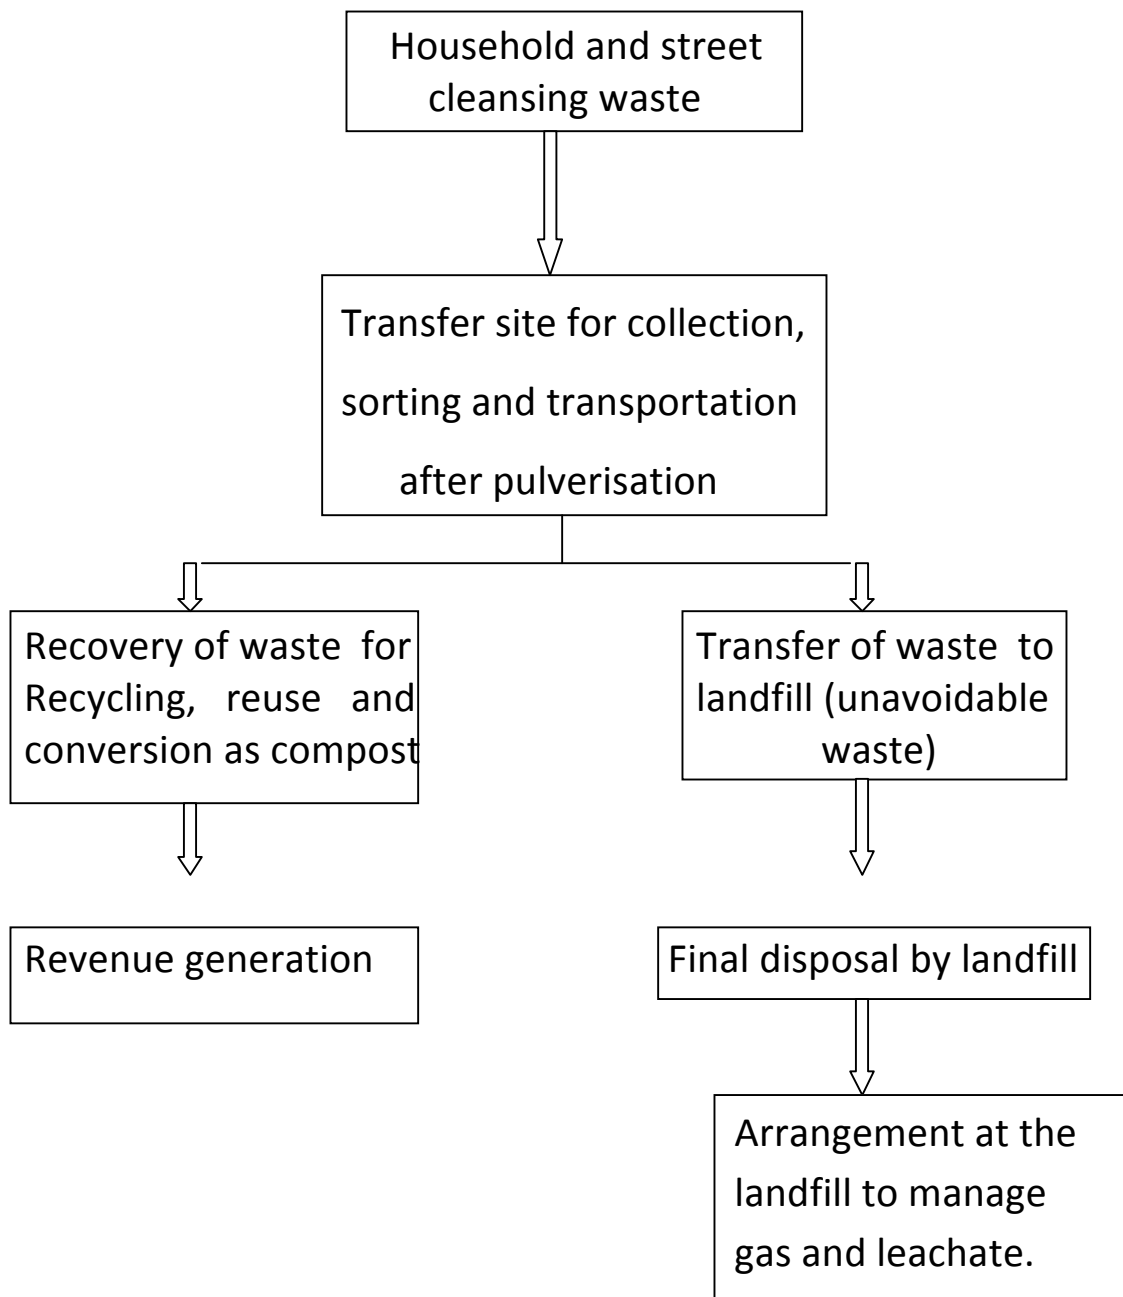 Household and street
cleansing waste
Transfer site for collection,
sorting and transportation
after pulverisation
Recovery of waste for
Recycling, reuse and
conversion as compost
Transfer of waste to
landfill (unavoidable
waste)
Revenue generation
Final disposal by landfill
Arrangement at the
landfill to manage
gas and leachate.